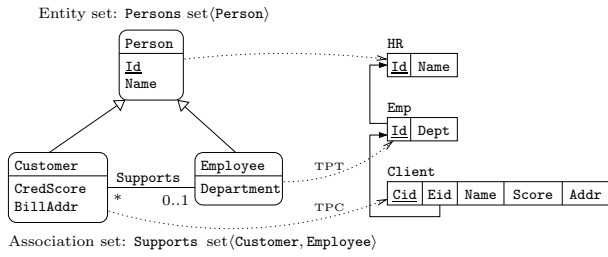 Entity set: Persons set⟨Person⟩
Person
Id
Name
HR
Id Name
Emp
Id Dept
Customer
CredScore
BillAddr
Supports
* 0..1
Employee
Department
TPT
TPC
Client
Cid Eid Name Score Addr
Association set: Supports set⟨Customer,Employee⟩